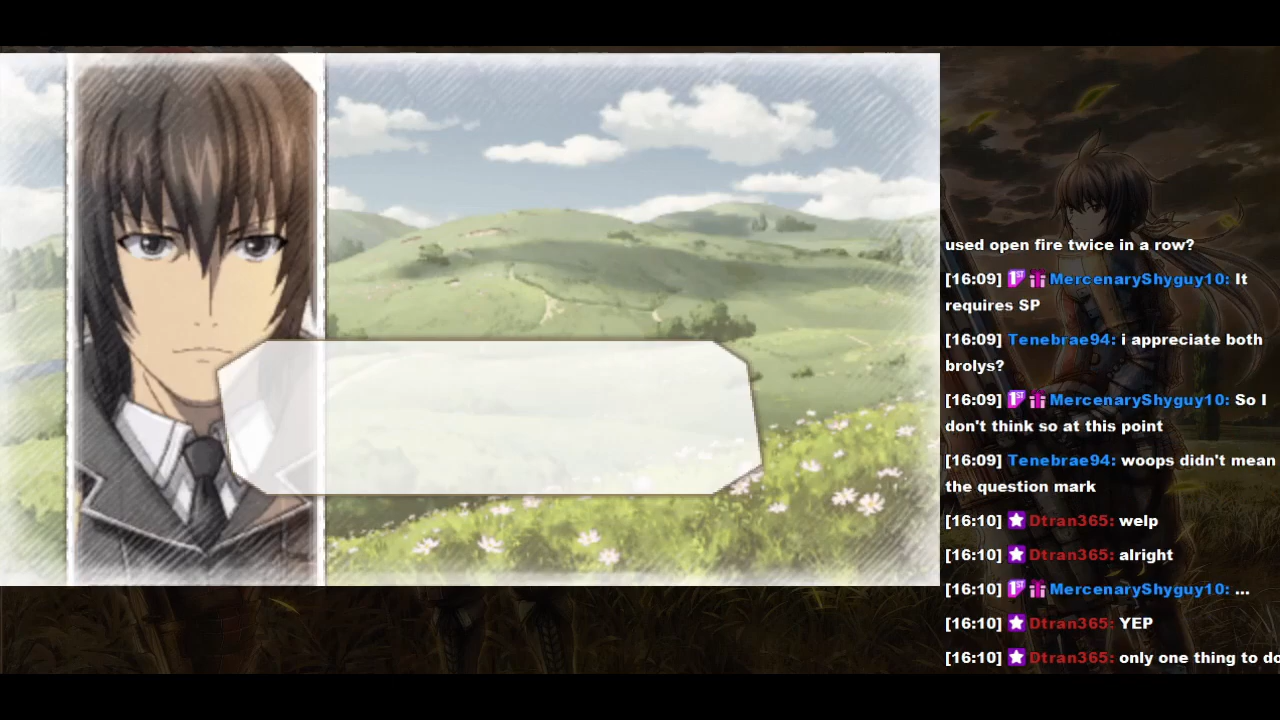 used open fire twice in a row?
[16:09] 1ST MercenaryShyguy10: It
requires SP
[16:09] Tenebrae94: i appreciate both
brolys?
[16:09] 1ST MercenaryShyguy10: So I
don't think so at this point
[16:09] Tenebrae94: woops didn't mean
the question mark
[16:10] Dtran365: welp
[16:10] Dtran365: alright
[16:10] 1ST MercenaryShyguy10: ...
[16:10] Dtran365: YEP
[16:10] Dtran365: only one thing to do